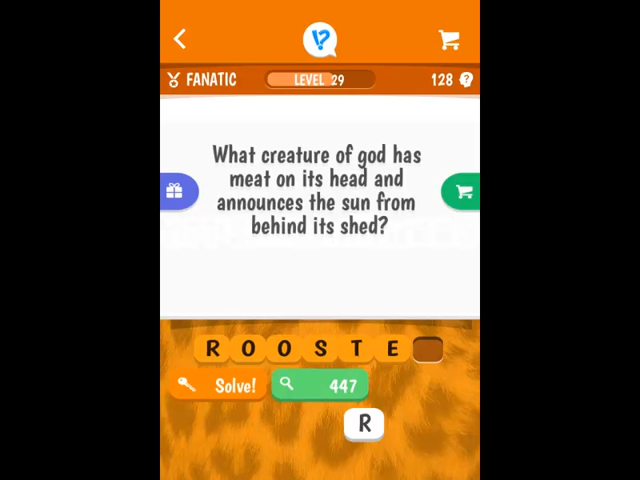 !?
FANATIC LEVEL 29 128 ?
What creature of god has
meat on its head and
announces the sun from
behind its shed?
R O O S T E
Solve! 447
R